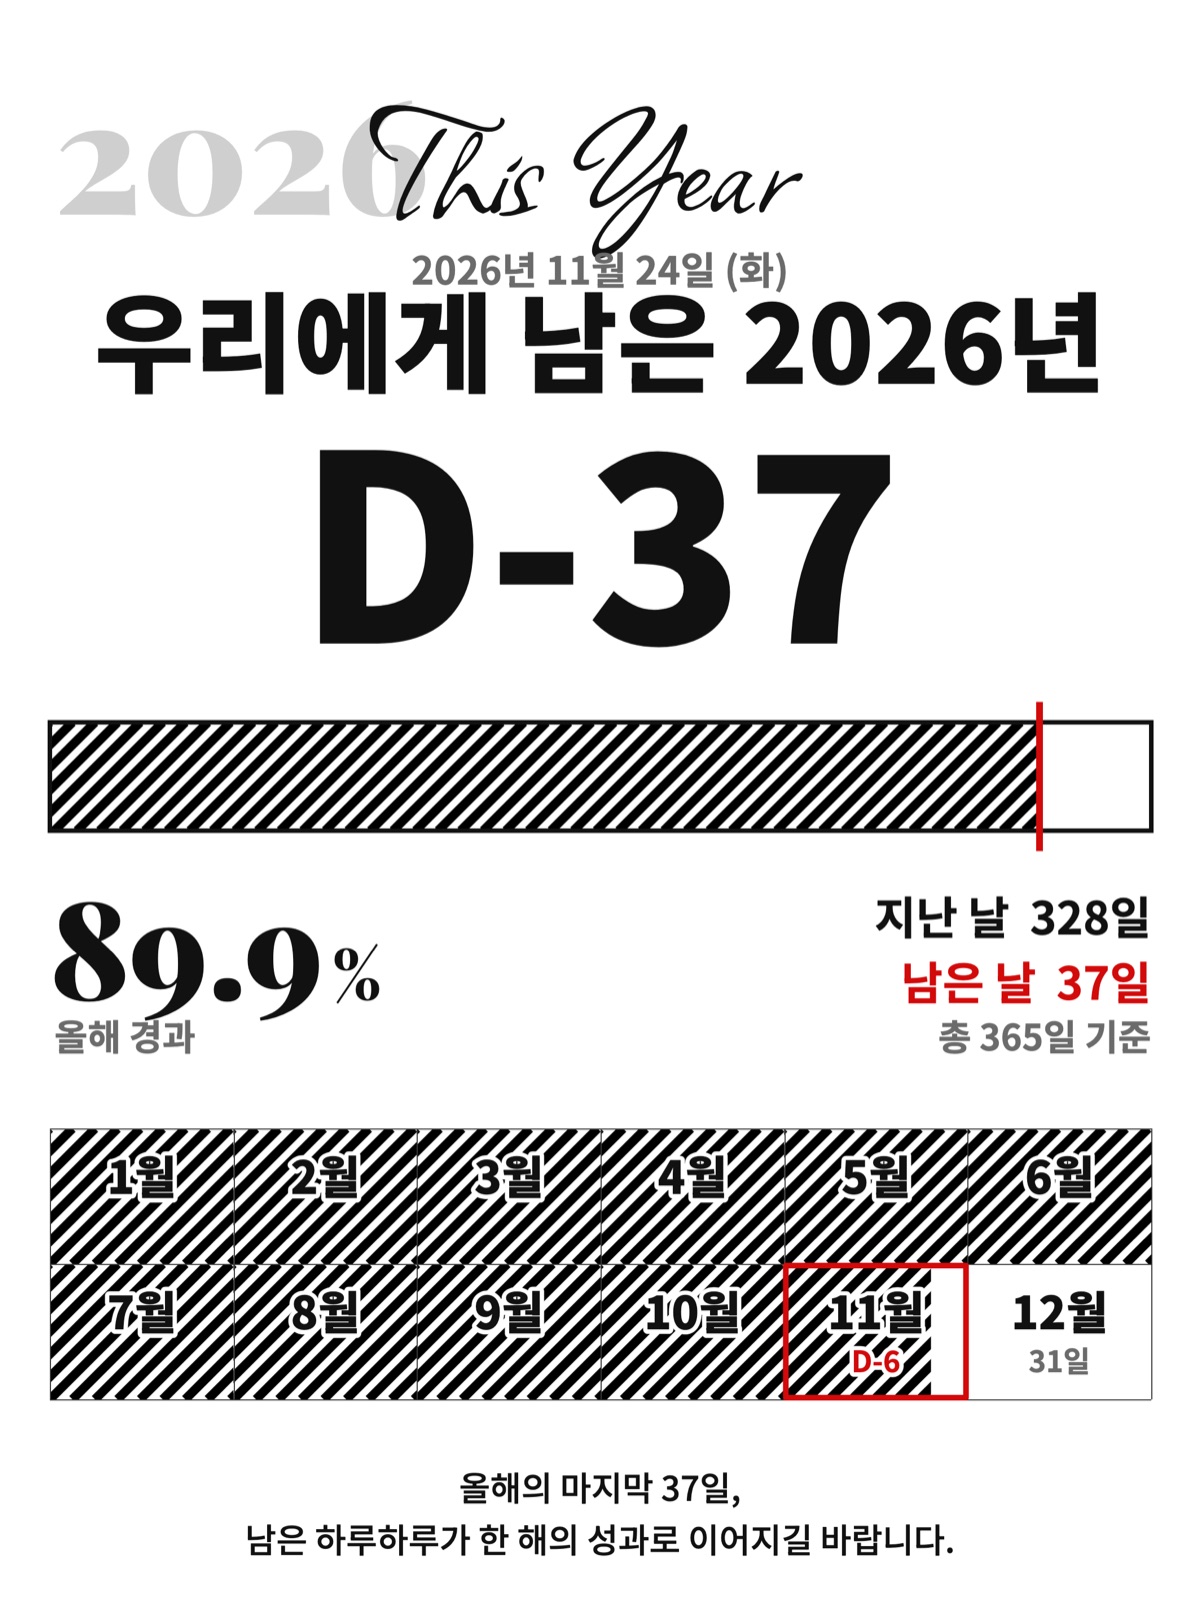 2026 This Year
2026년 11월 24일 (화)
우리에게 남은 2026년
D-37
89.9%
올해 경과
지난 날 328일
남은 날 37일
총 365일 기준
1월 2월 3월 4월 5월 6월
7월 8월 9월 10월 11월 12월
D-6 31일
올해의 마지막 37일,
남은 하루하루가 한 해의 성과로 이어지길 바랍니다.